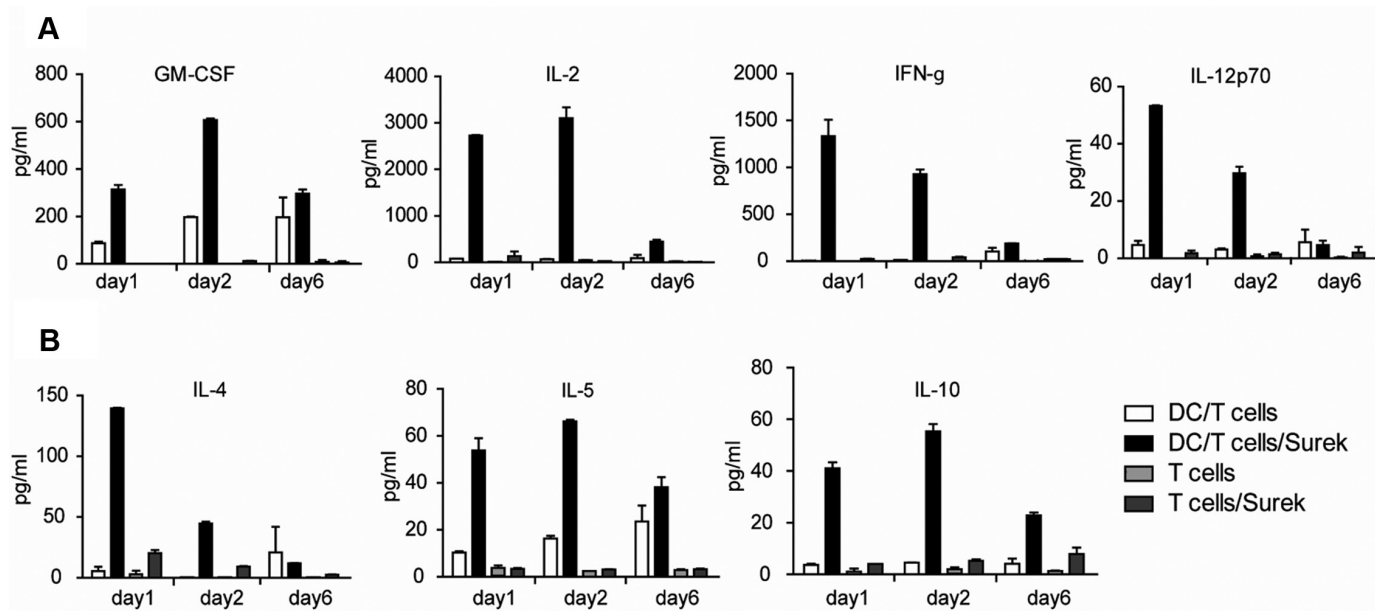 A
GM-CSF
800
600
400
200
0
pg/ml
day1 day2 day6
IL-2
4000
3000
2000
1000
0
pg/ml
day1 day2 day6
IFN-g
2000
1500
1000
500
0
pg/ml
day1 day2 day6
IL-12p70
60
40
20
0
pg/ml
day1 day2 day6
B
IL-4
150
100
50
0
pg/ml
day1 day2 day6
IL-5
80
60
40
20
0
pg/ml
day1 day2 day6
IL-10
80
60
40
20
0
pg/ml
day1 day2 day6
DC/T cells
DC/T cells/Surek
T cells
T cells/Surek